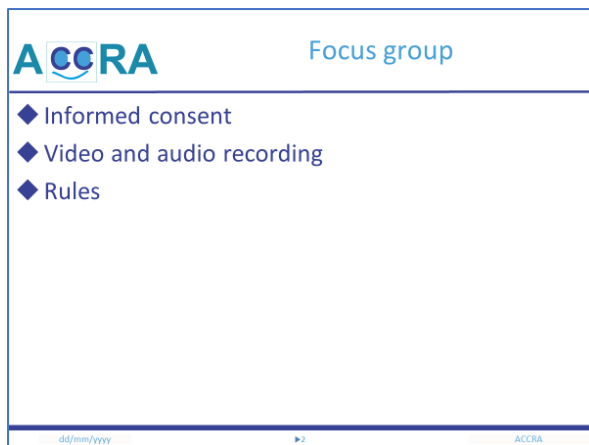 ACCRA
Focus group
Informed consent
Video and audio recording
Rules
dd/mm/yyyy
2
ACCRA